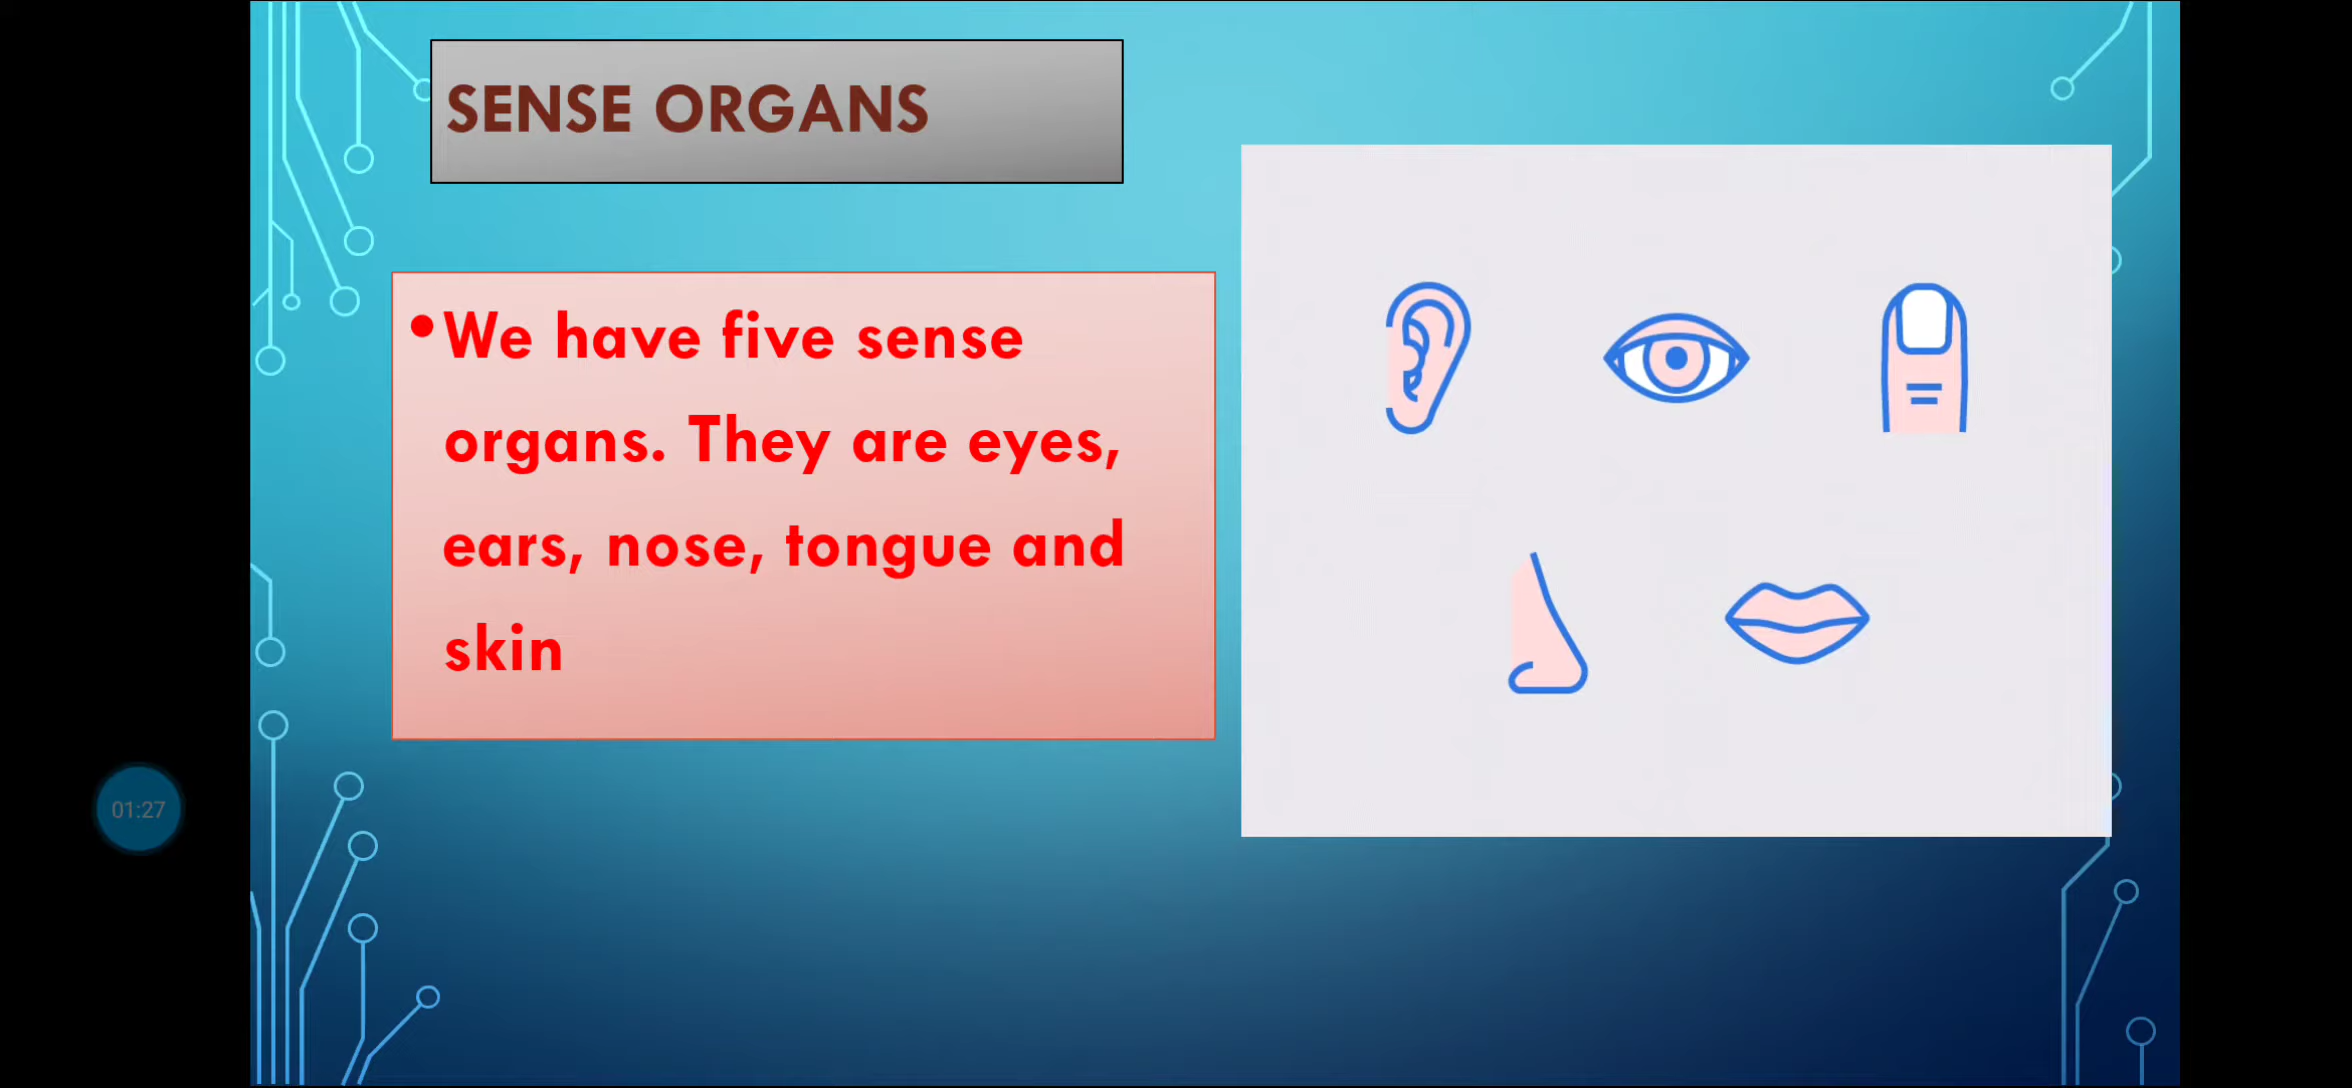 SENSE ORGANS
•We have five sense
organs. They are eyes,
ears, nose, tongue and
skin
01:27